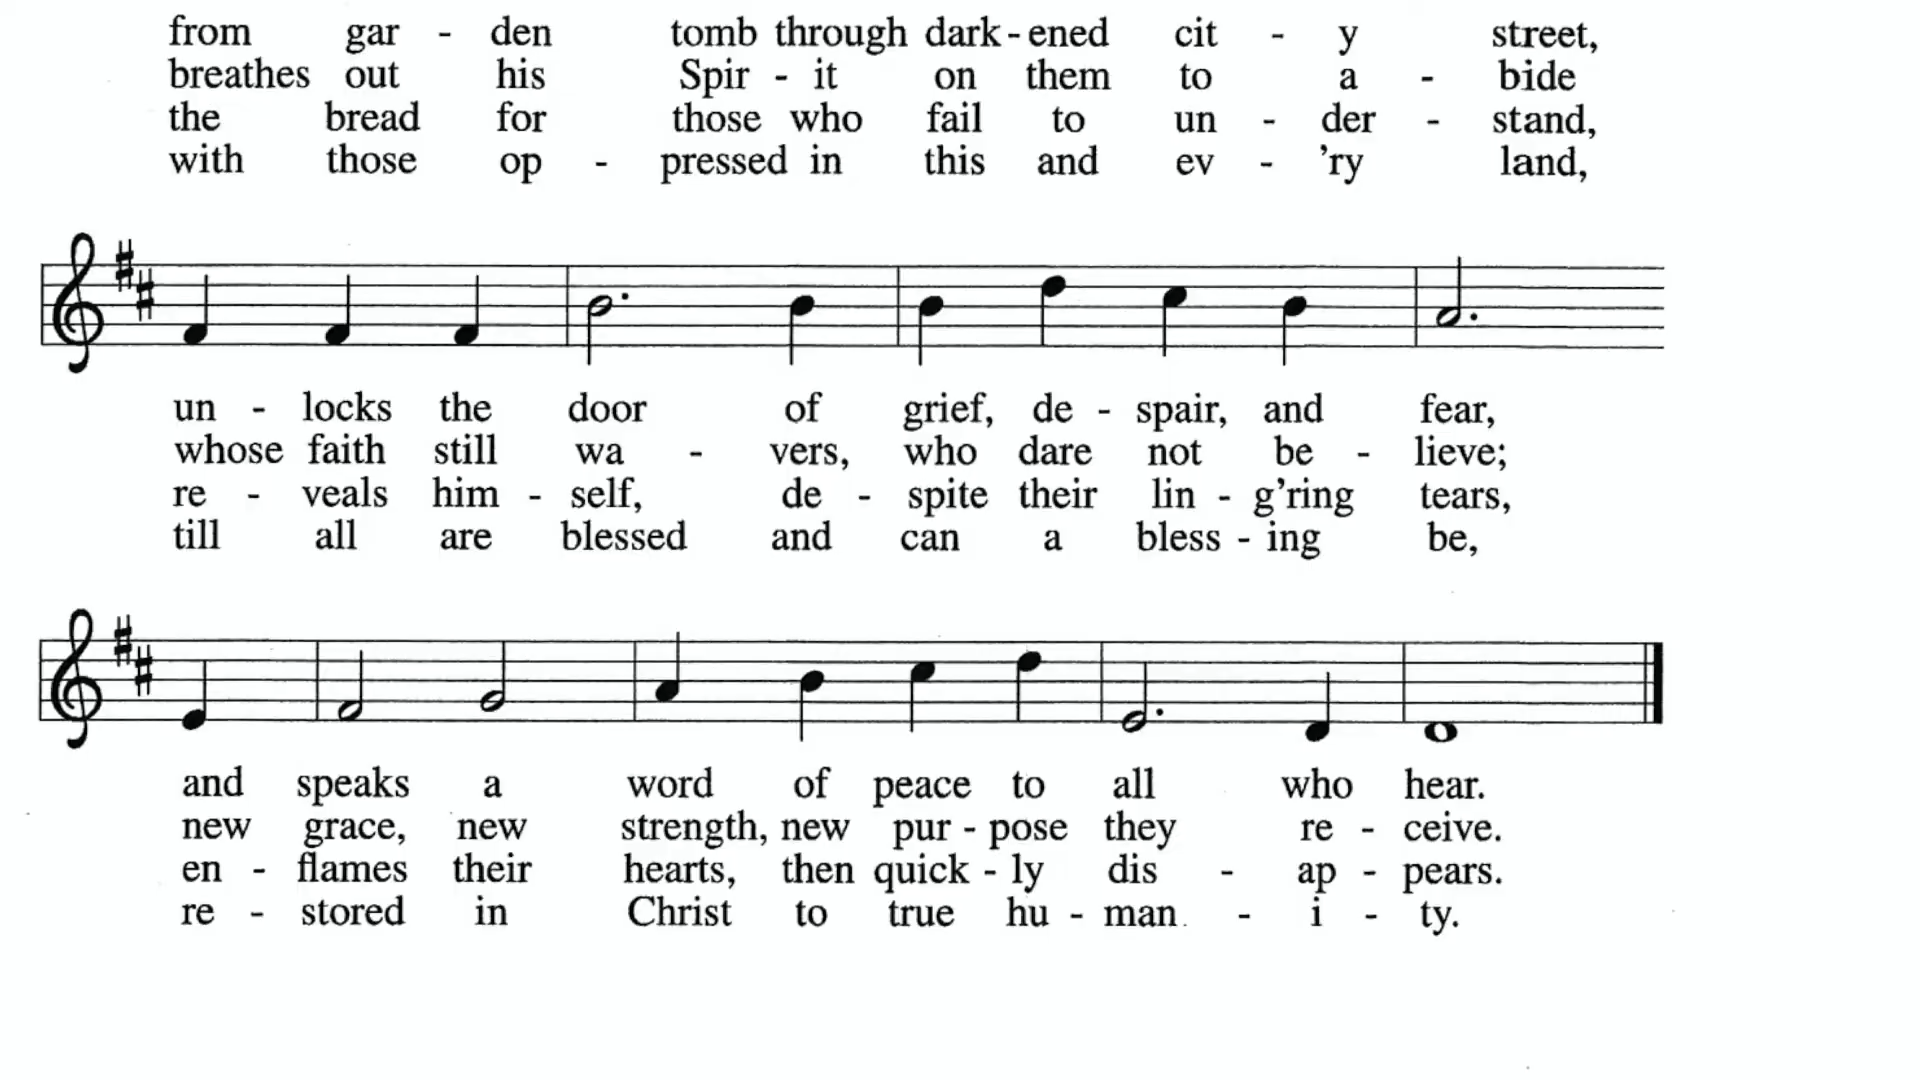 from gar - den tomb through dark - ened cit - y street,
breathes out his Spir - it on them to a - bide
the bread for those who fail to un - der - stand,
with those op - pressed in this and ev - 'ry land,
un - locks the door of grief, de - spair, and fear,
whose faith still wa - vers, who dare not be - lieve;
re - veals him - self, de - spite their lin - g'ring tears,
till all are blessed and can a bless - ing be,
and speaks a word of peace to all who hear.
new grace, new strength, new pur - pose they re - ceive.
en - flames their hearts, then quick - ly dis - ap - pears.
re - stored in Christ to true hu - man - i - ty.